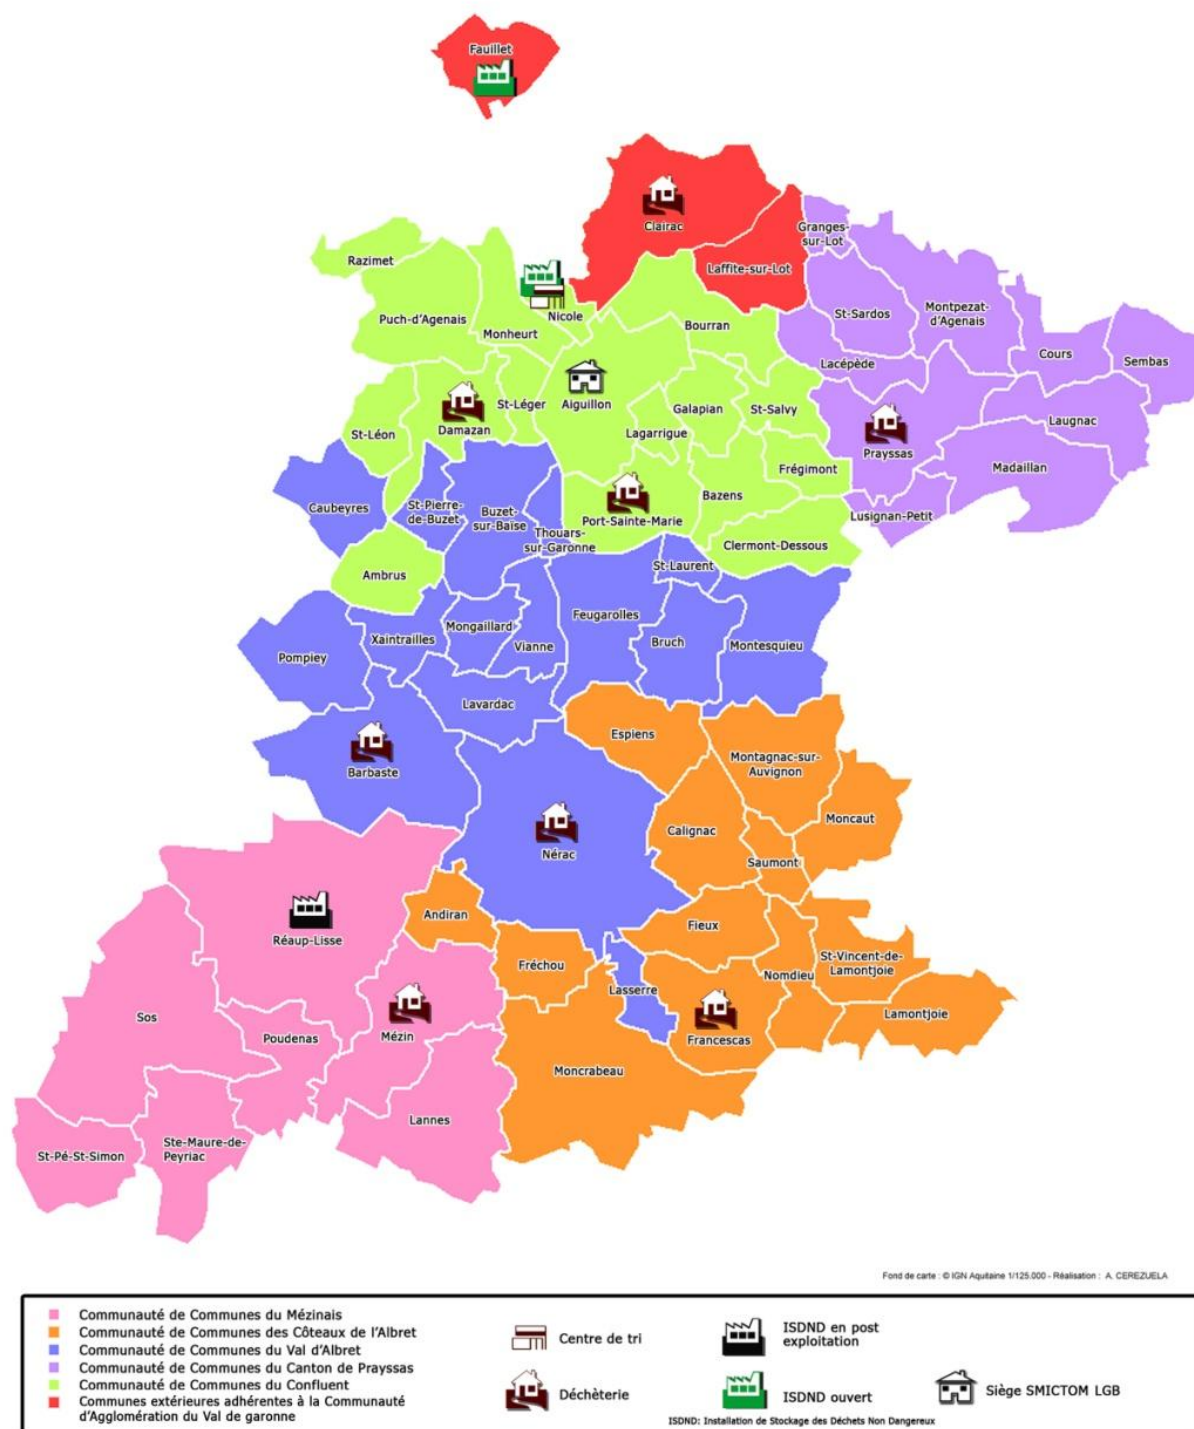 Fauillet
Clairac
Granges-
sur-Lot
Razimet
Laffite-sur-Lot
Puch-d'Agenais
Nicole
Monheurt
Bourran
St-Sardos
Montpezat-
d'Agenais
Cours
Sembas
Lacépède
St-Léger
Aiguillon
Galapian
St-Salvy
Laugnac
Damazan
St-Léon
Lagarrigue
Prayssas
Frégimont
Madaillan
Caubeyres
St-Pierre-
de-Buzet
Buzet-
sur-Baise
Bazens
Port-Sainte-Marie
Lusignan-Petit
Thouars-
sur-Garonne
Clermont-Dessous
Ambrus
St-Laurent
Feugarolles
Xaintrailles
Mongaillard
Vianne
Bruch
Montesquieu
Pompiey
Lavardac
Espiens
Montagnac-sur-
Auvignon
Barbaste
Moncaut
Calignac
Nérac
Saumont
Andiran
Fieux
Réaup-Lisse
St-Vincent-de-
Lamontjoie
Fréchou
Nomdieu
Lasserre
Sos
Lamontjoie
Poudenas
Mézin
Francescas
Moncrabeau
Lannes
St-Pé-St-Simon
Ste-Maure-de-
Peyriac
Fond de carte : © IGN Aquitaine 1/125.000 - Réalisation : A. CEREZUELA
Communauté de Communes du Mézinais
Communauté de Communes des Côteaux de l'Albret
Communauté de Communes du Val d'Albret
Communauté de Communes du Canton de Prayssas
Communauté de Communes du Confluent
Communes extérieures adhérentes à la Communauté
d'Agglomération du Val de garonne
Centre de tri
Déchèterie
ISDND en post
exploitation
ISDND ouvert
Siège SMICTOM LGB
ISDND: Installation de Stockage des Déchets Non Dangereux